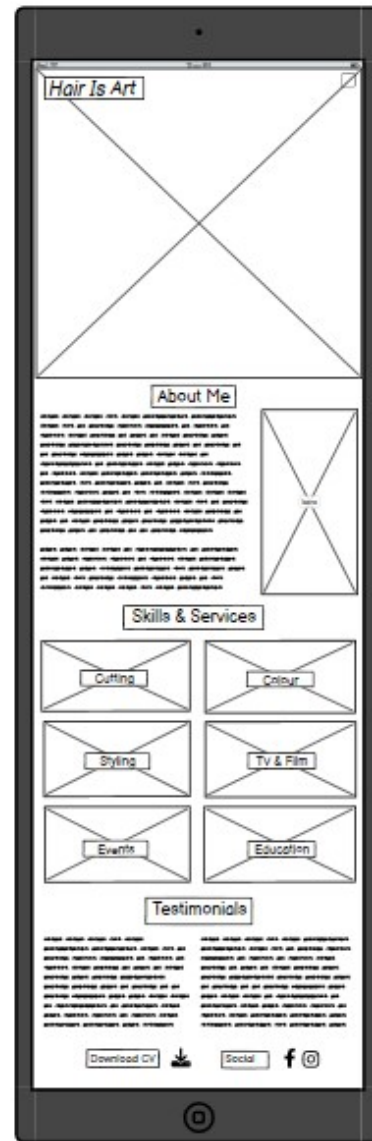 Hair Is Art
About Me
Skills & Services
Cutting
Colour
Styling
Tv & Film
Events
Education
Testimonials
Download CV
Social